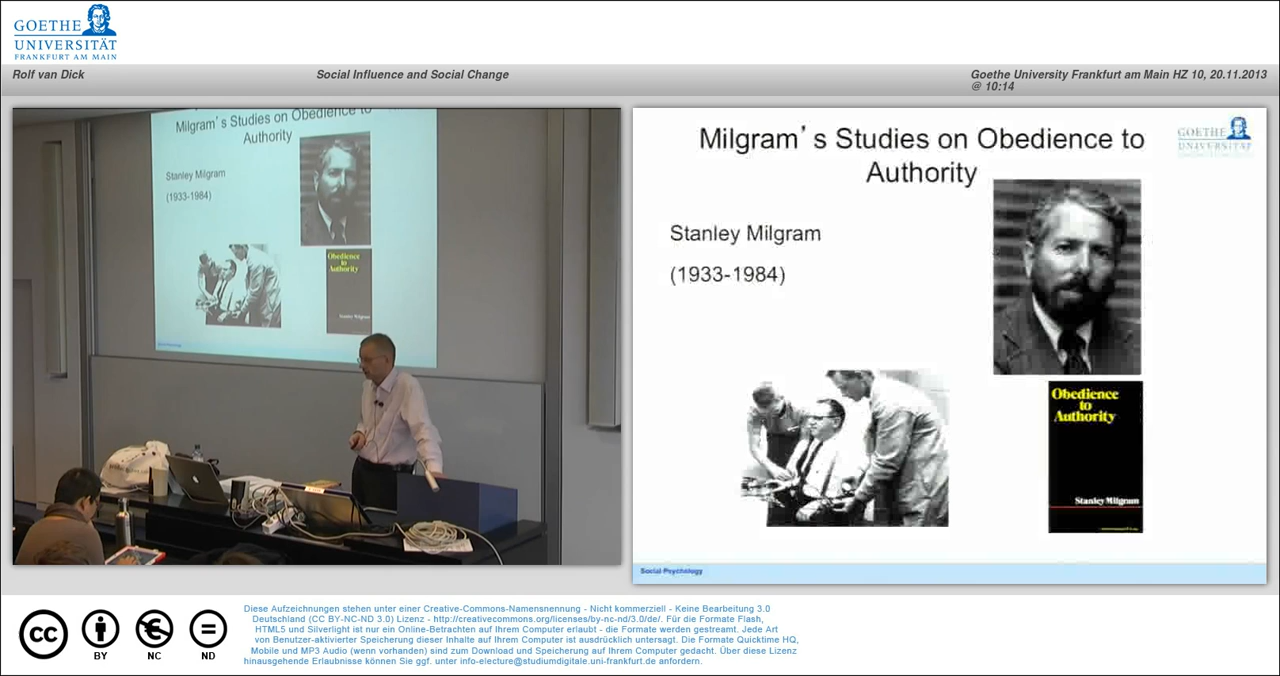 GOETHE
UNIVERSITÄT
FRANKFURT AM MAIN
Rolf van Dick
Social Influence and Social Change
Goethe University Frankfurt am Main HZ 10, 20.11.2013
@ 10:14
Milgram's Studies on Obedience to
Authority
Stanley Milgram
(1933-1984)
Obedience
to
Authority
Stanley Milgram
Milgram's Studies on Obedience to
Authority
GOETHE
UNIVERSITÄT
Stanley Milgram
(1933-1984)
Obedience
to
Authority
Stanley Milgram
Social Psychology
cc
BY
NC
ND
Diese Aufzeichnungen stehen unter einer Creative-Commons-Namensnennung - Nicht kommerziell - Keine Bearbeitung 3.0
Deutschland (CC BY-NC-ND 3.0) Lizenz - http://creativecommons.org/licenses/by-nc-nd/3.0/de/. Für die Formate Flash,
HTML5 und Silverlight ist nur ein Online-Betrachten auf Ihrem Computer erlaubt - die Formate werden gestreamt. Jede Art
von Benutzer-aktivierter Speicherung dieser Inhalte auf Ihrem Computer ist ausdrücklich untersagt. Die Formate Quicktime HQ,
Mobile und MP3 Audio (wenn vorhanden) sind zum Download und Speicherung auf Ihrem Computer gedacht. Über diese Lizenz
hinausgehende Erlaubnisse können Sie ggf. unter info-electure@studiumdigitale.uni-frankfurt.de anfordern.